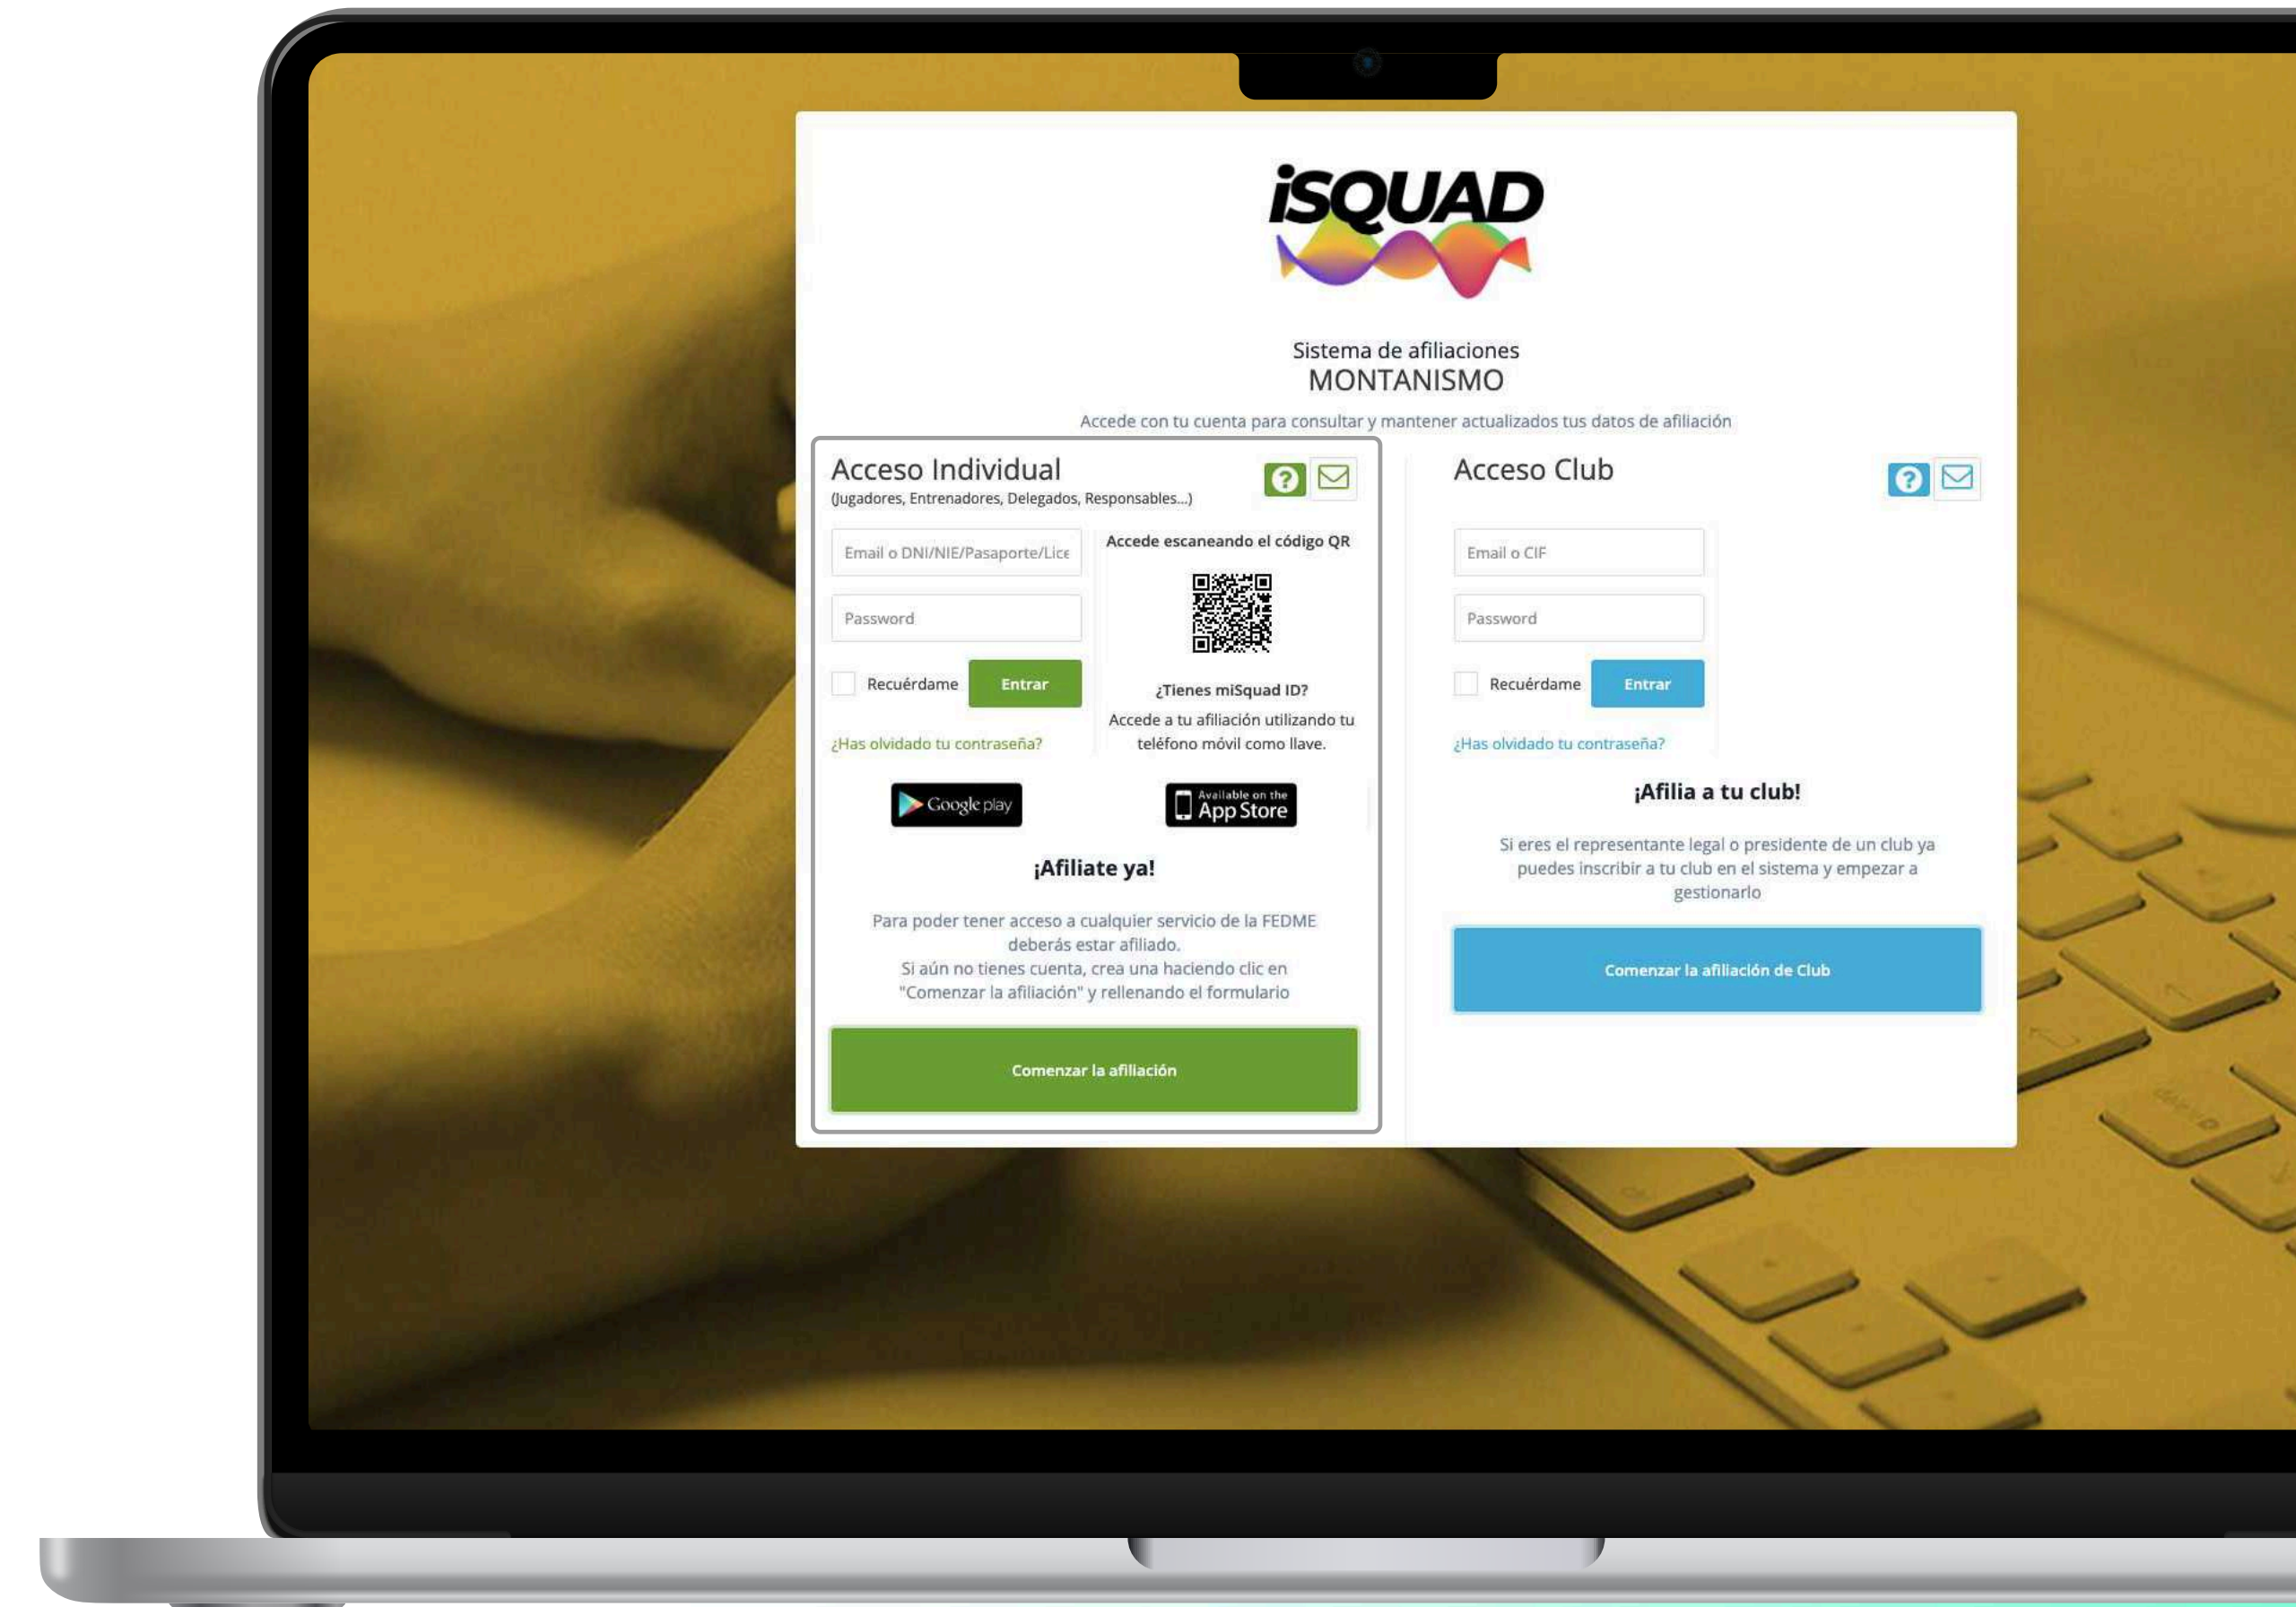 iSQUAD
Sistema de afiliaciones
MONTANISMO
Accede con tu cuenta para consultar y mantener actualizados tus datos de afiliación
Acceso Individual
(Jugadores, Entrenadores, Delegados, Responsables...)
?
Email o DNI/NIE/Pasaporte/Lice
Password
Recuérdame
Entrar
¿Has olvidado tu contraseña?
Accede escaneando el código QR
¿Tienes miSquad ID?
Accede a tu afiliación utilizando tu
teléfono móvil como llave.
Google play
Available on the
App Store
¡Afiliate ya!
Para poder tener acceso a cualquier servicio de la FEDME
deberás estar afiliado.
Si aún no tienes cuenta, crea una haciendo clic en
"Comenzar la afiliación" y rellenando el formulario
Comenzar la afiliación
Acceso Club
?
Email o CIF
Password
Recuérdame
Entrar
¿Has olvidado tu contraseña?
¡Afilia a tu club!
Si eres el representante legal o presidente de un club ya
puedes inscribir a tu club en el sistema y empezar a
gestionarlo
Comenzar la afiliación de Club